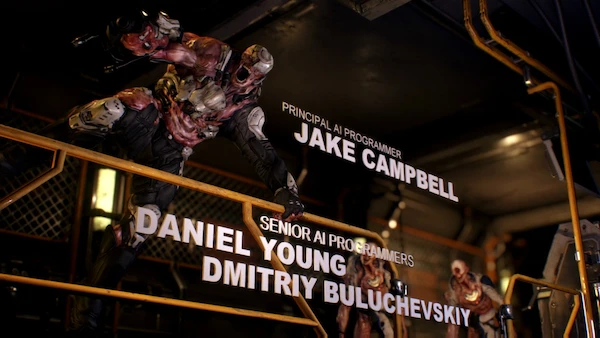 PRINCIPAL AI PROGRAMMER
JAKE CAMPBELL
SENIOR AI PROGRAMMERS
DANIEL YOUNG
DMITRIY BULUCHEVSKIY